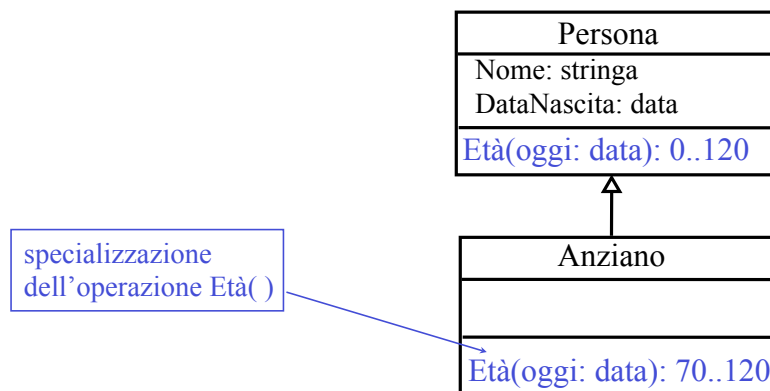 Persona
Nome: stringa
DataNascita: data
Età(oggi: data): 0..120
specializzazione
dell’operazione Età( )
Anziano
Età(oggi: data): 70..120